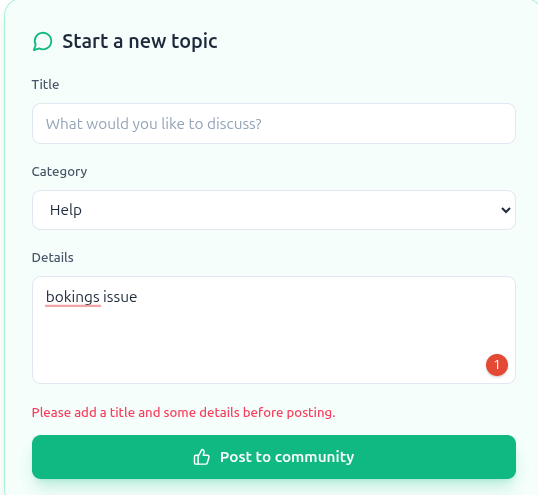 Start a new topic
Title
What would you like to discuss?
Category
Help
Details
bokings issue
1
Please add a title and some details before posting.
Post to community